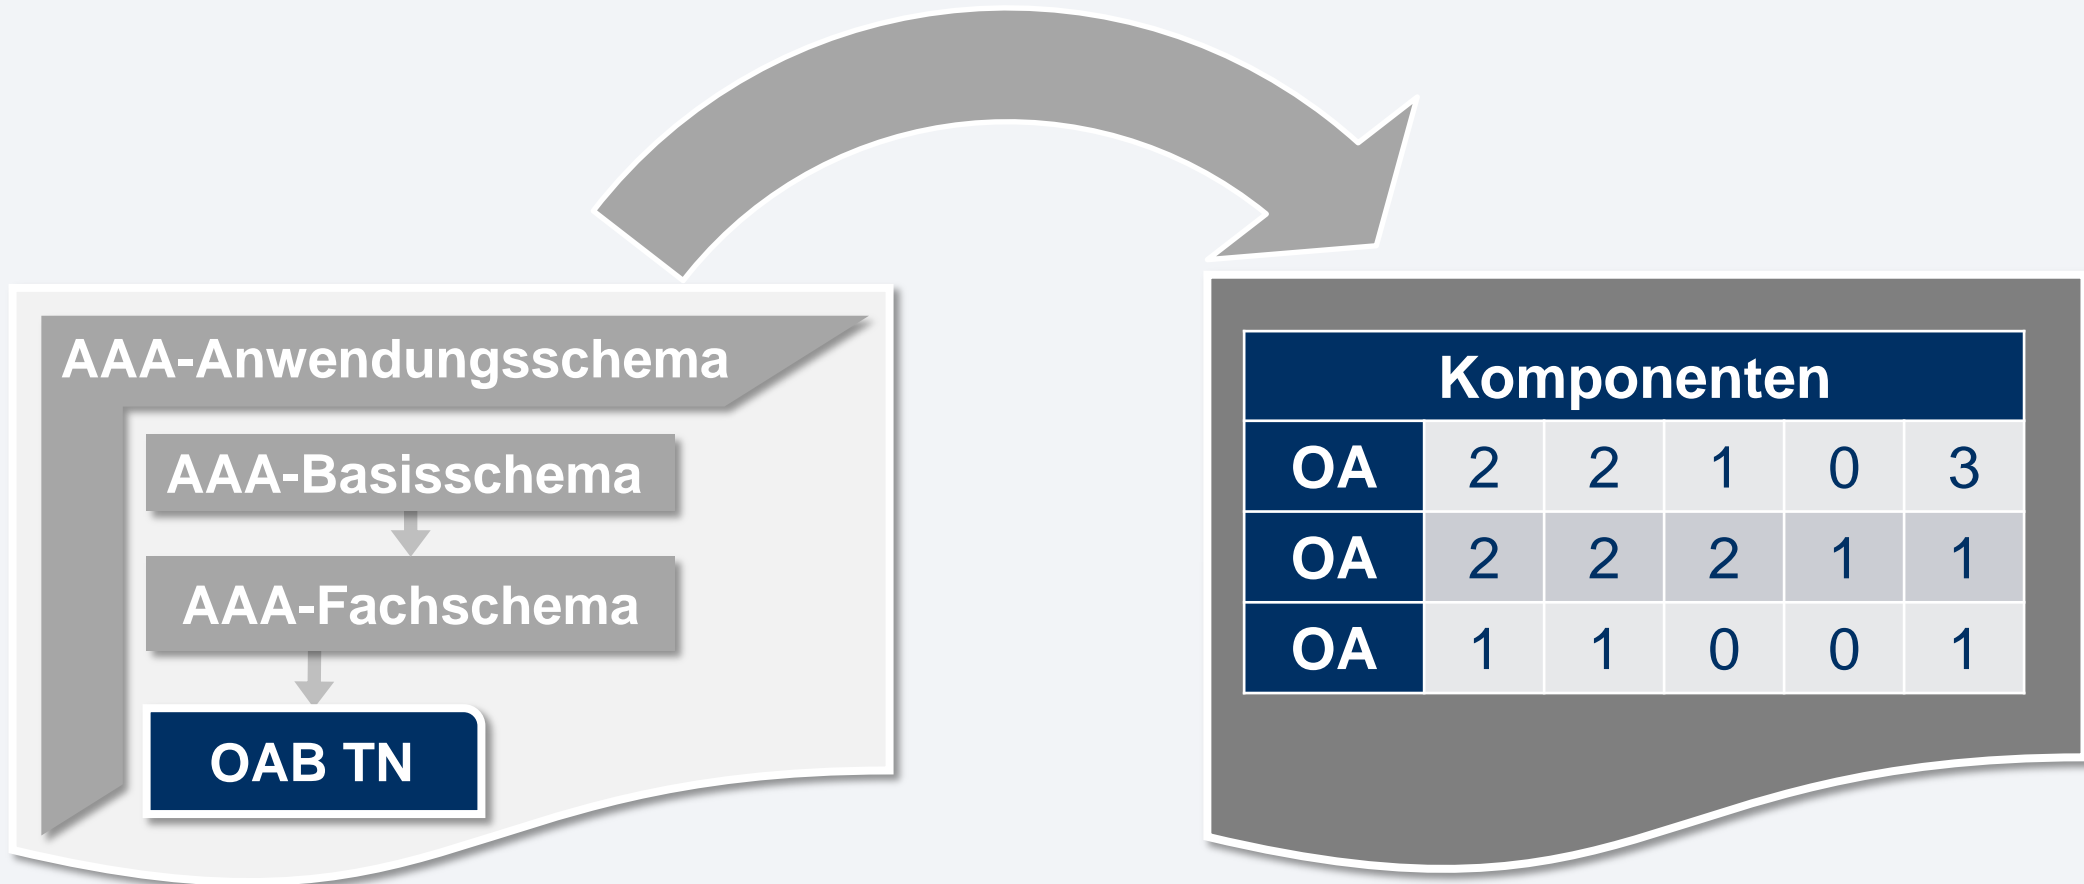 AAA-Anwendungsschema
AAA-Basisschema
AAA-Fachschema
OAB TN
Komponenten
OA 2 2 1 0 3
OA 2 2 2 1 1
OA 1 1 0 0 1